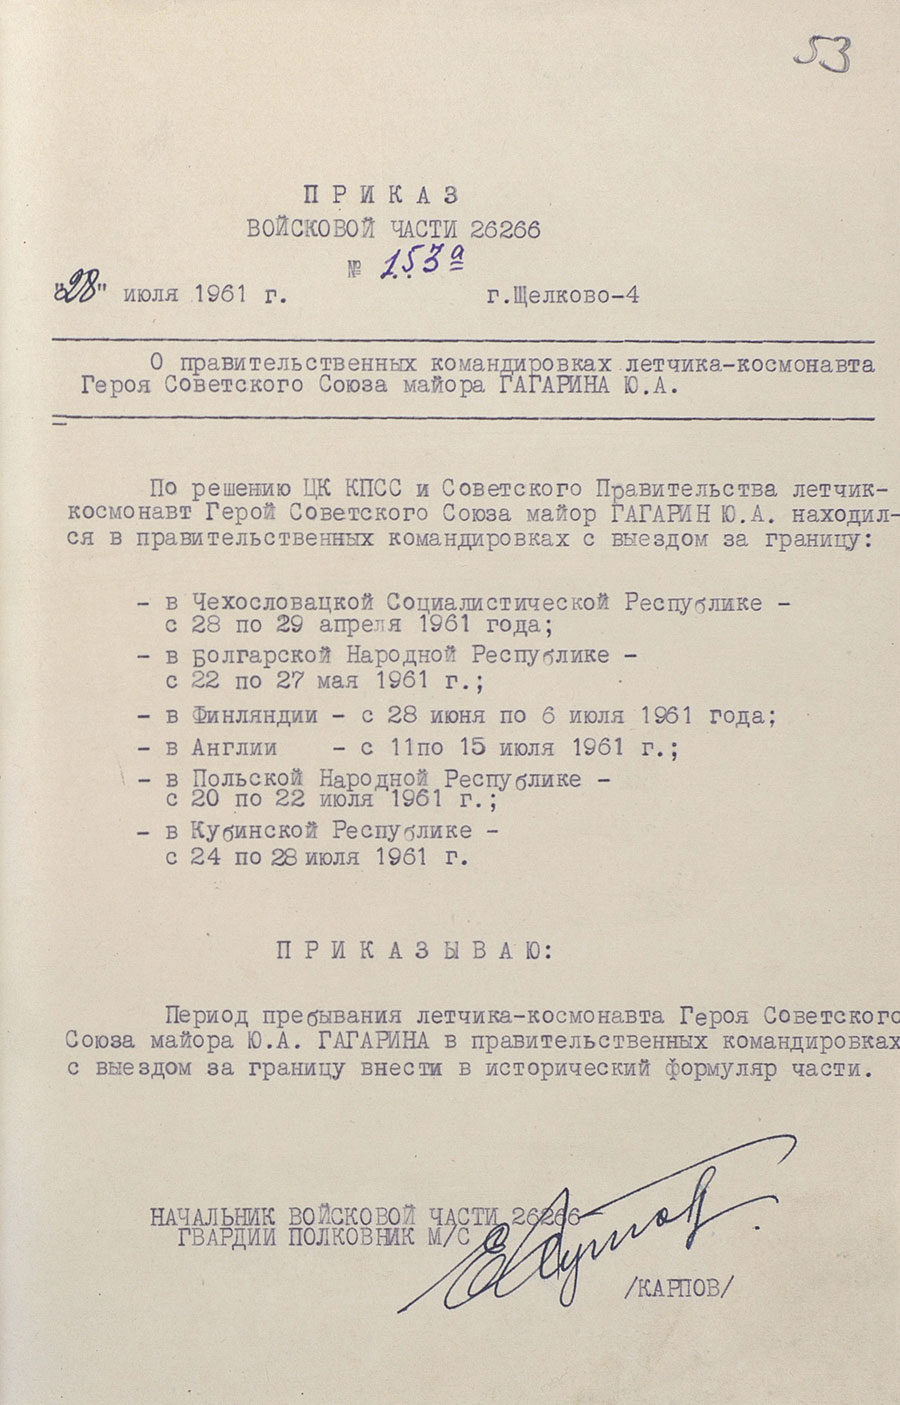 53
ПРИКАЗ
ВОЙСКОВОЙ ЧАСТИ 26266
№ 153а
"28" июля 1961 г. г.Щелково-4
О правительственных командировках летчика-космонавта
Героя Советского Союза майора ГАГАРИНА Ю.А.
По решению ЦК КПСС и Советского Правительства летчик-
космонавт Герой Советского Союза майор ГАГАРИН Ю.А. находил-
ся в правительственных командировках с выездом за границу:
- в Чехословацкой Социалистической Республике -
с 28 по 29 апреля 1961 года;
- в Болгарской Народной Республике -
с 22 по 27 мая 1961 г.;
- в Финляндии - с 28 июня по 6 июля 1961 года;
- в Англии - с 11по 15 июля 1961 г.;
- в Польской Народной Республике -
с 20 по 22 июля 1961 г.;
- в Кубинской Республике -
с 24 по 28 июля 1961 г.
ПРИКАЗЫВАЮ:
Период пребывания летчика-космонавта Героя Советского
Союза майора Ю.А. ГАГАРИНА в правительственных командировках
с выездом за границу внести в исторический формуляр части.
НАЧАЛЬНИК ВОЙСКОВОЙ ЧАСТИ 26266
ГВАРДИИ ПОЛКОВНИК М/С
/КАРПОВ/